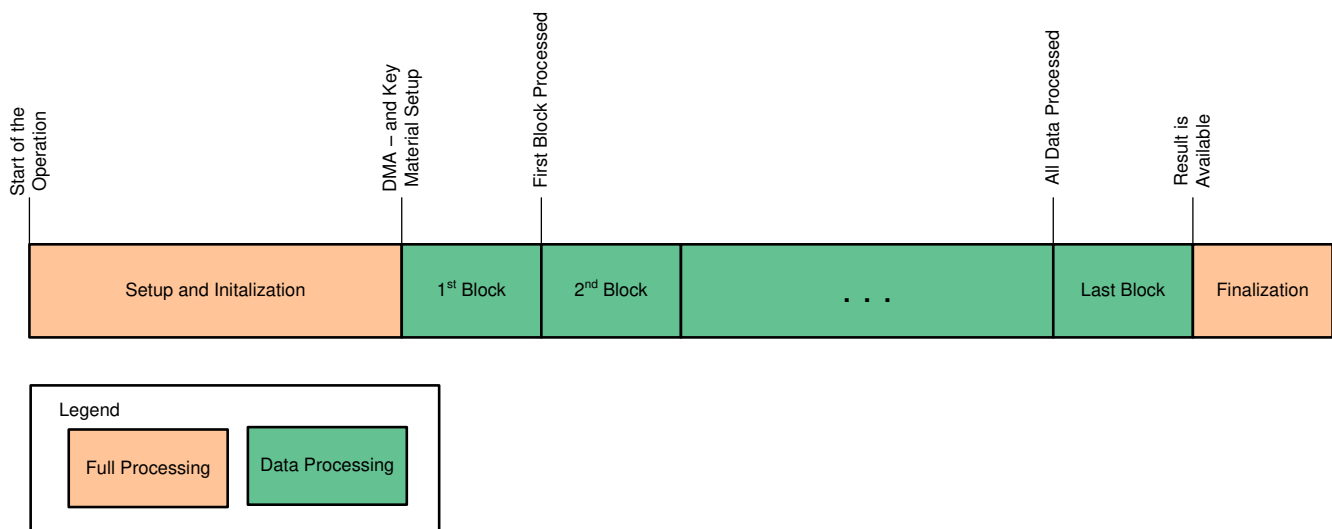 Start of the
Operation
DMA – and Key
Material Setup
First Block Processed
All Data Processed
Result is
Available
Setup and Initalization
1st Block
2nd Block
. . .
Last Block
Finalization
Legend
Full Processing
Data Processing